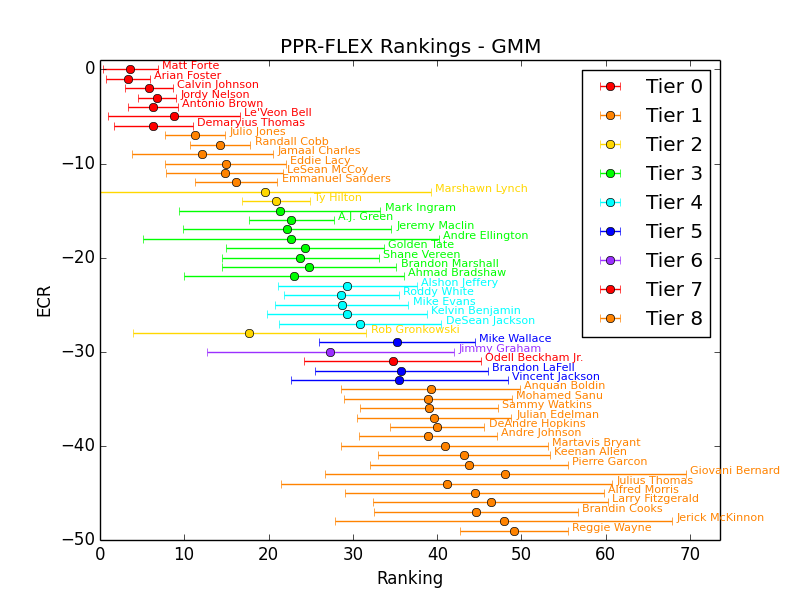 PPR-FLEX Rankings - GMM
0
−10
−20
−30
−40
−50
ECR
0
10
20
30
40
50
60
70
Ranking
Tier 0
Tier 1
Tier 2
Tier 3
Tier 4
Tier 5
Tier 6
Tier 7
Tier 8
Matt Forte
Arian Foster
Calvin Johnson
Jordy Nelson
Antonio Brown
Le'Veon Bell
Demaryius Thomas
Julio Jones
Randall Cobb
Jamaal Charles
Eddie Lacy
LeSean McCoy
Emmanuel Sanders
Marshawn Lynch
Ty Hilton
Mark Ingram
A.J. Green
Jeremy Maclin
Andre Ellington
Golden Tate
Shane Vereen
Brandon Marshall
Ahmad Bradshaw
Alshon Jeffery
Roddy White
Mike Evans
Kelvin Benjamin
DeSean Jackson
Rob Gronkowski
Mike Wallace
Jimmy Graham
Odell Beckham Jr.
Brandon LaFell
Vincent Jackson
Anquan Boldin
Mohamed Sanu
Sammy Watkins
Julian Edelman
DeAndre Hopkins
Andre Johnson
Martavis Bryant
Keenan Allen
Pierre Garcon
Giovani Bernard
Julius Thomas
Alfred Morris
Larry Fitzgerald
Brandin Cooks
Jerick McKinnon
Reggie Wayne